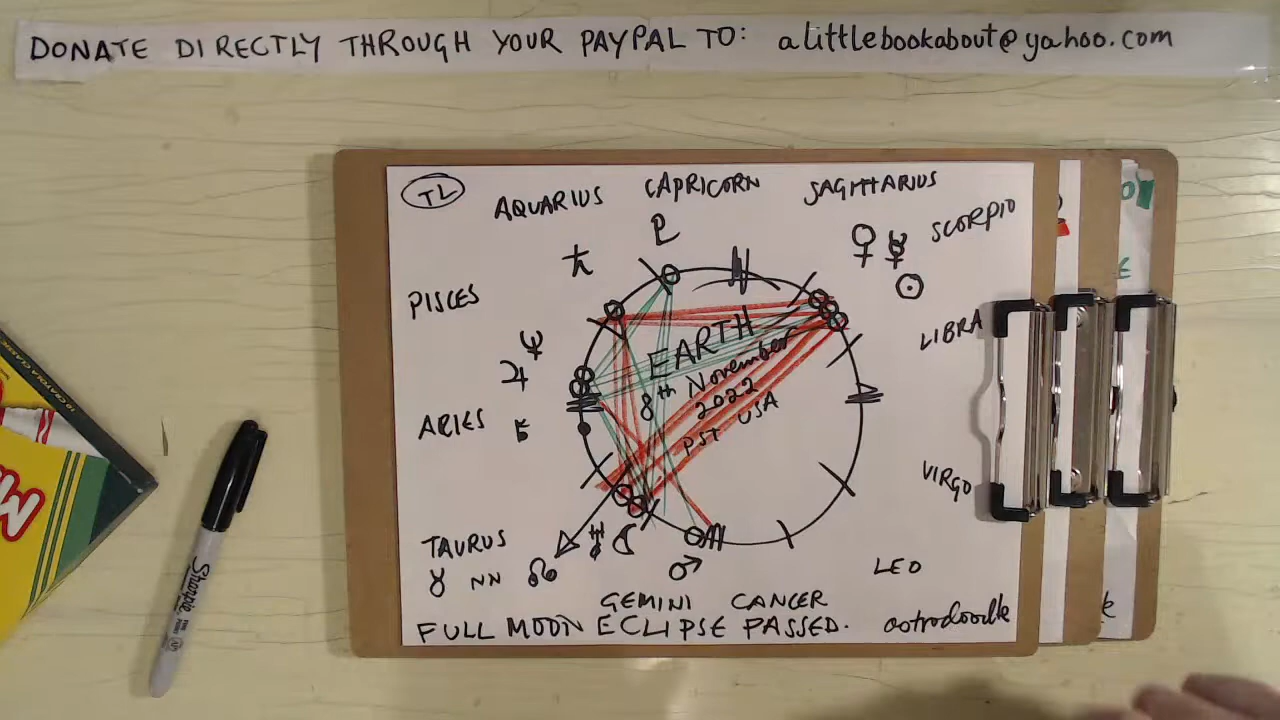 DONATE DIRECTLY THROUGH YOUR PAYPAL TO: alittlebookabout@yahoo.com
TL
AQUARIUS CAPRICORN SAGITTARIUS
SCORPIO
PISCES
LIBRA
EARTH
8th November
2022
PST USA
ARIES
VIRGO
TAURUS
NN
LEO
GEMINI CANCER
FULL MOON ECLIPSE PASSED.
astrodoodle
Sharpie